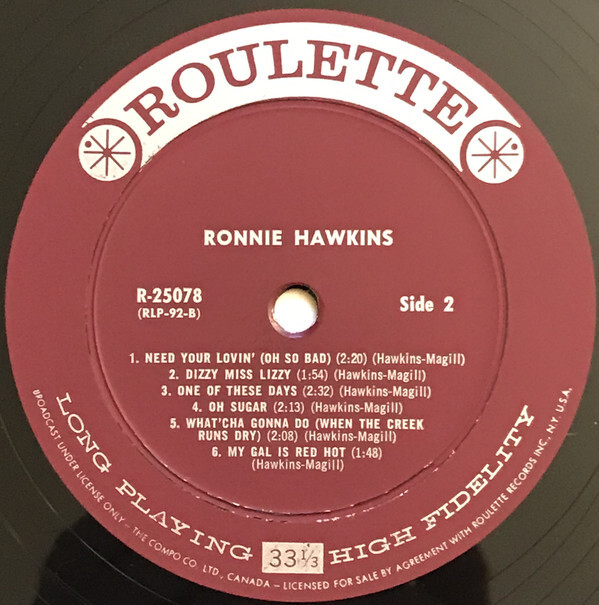 ROULETTE
RONNIE HAWKINS
R-25078
(RLP-92-B)
Side 2
1. NEED YOUR LOVIN' (OH SO BAD) (2:20) (Hawkins-Magill)
2. DIZZY MISS LIZZY (1:54) (Hawkins-Magill)
3. ONE OF THESE DAYS (2:32) (Hawkins-Magill)
4. OH SUGAR (2:13) (Hawkins-Magill)
5. WHAT'CHA GONNA DO (WHEN THE CREEK
RUNS DRY) (2:08) (Hawkins-Magill)
6. MY GAL IS RED HOT (1:48)
(Hawkins-Magill)
LONG PLAYING 33 1/3 HIGH FIDELITY
BROADCAST UNDER LICENSE ONLY – THE COMPO CO. LTD., CANADA – LICENSED FOR SALE BY AGREEMENT WITH ROULETTE RECORDS INC., N.Y. U.S.A.